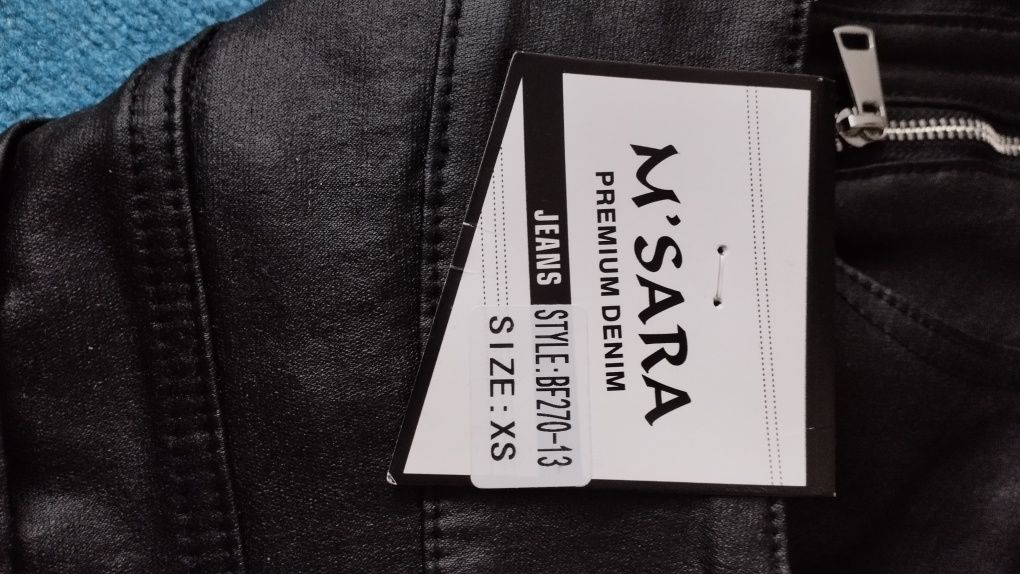 M'SARA
PREMIUM DENIM
JEANS
STYLE:BF270-13
SIZE:XS